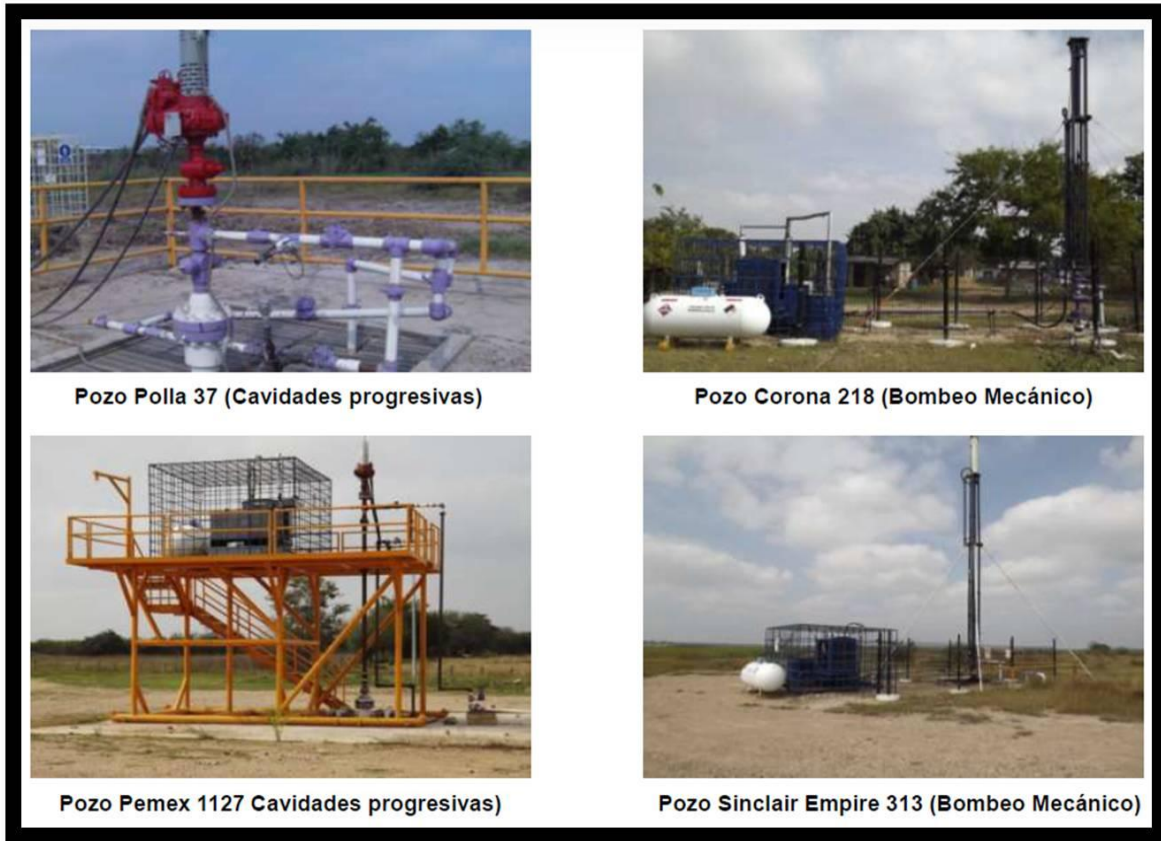 Pozo Polla 37 (Cavidades progresivas)
Pozo Corona 218 (Bombeo Mecánico)
Pozo Pemex 1127 Cavidades progresivas)
Pozo Sinclair Empire 313 (Bombeo Mecánico)